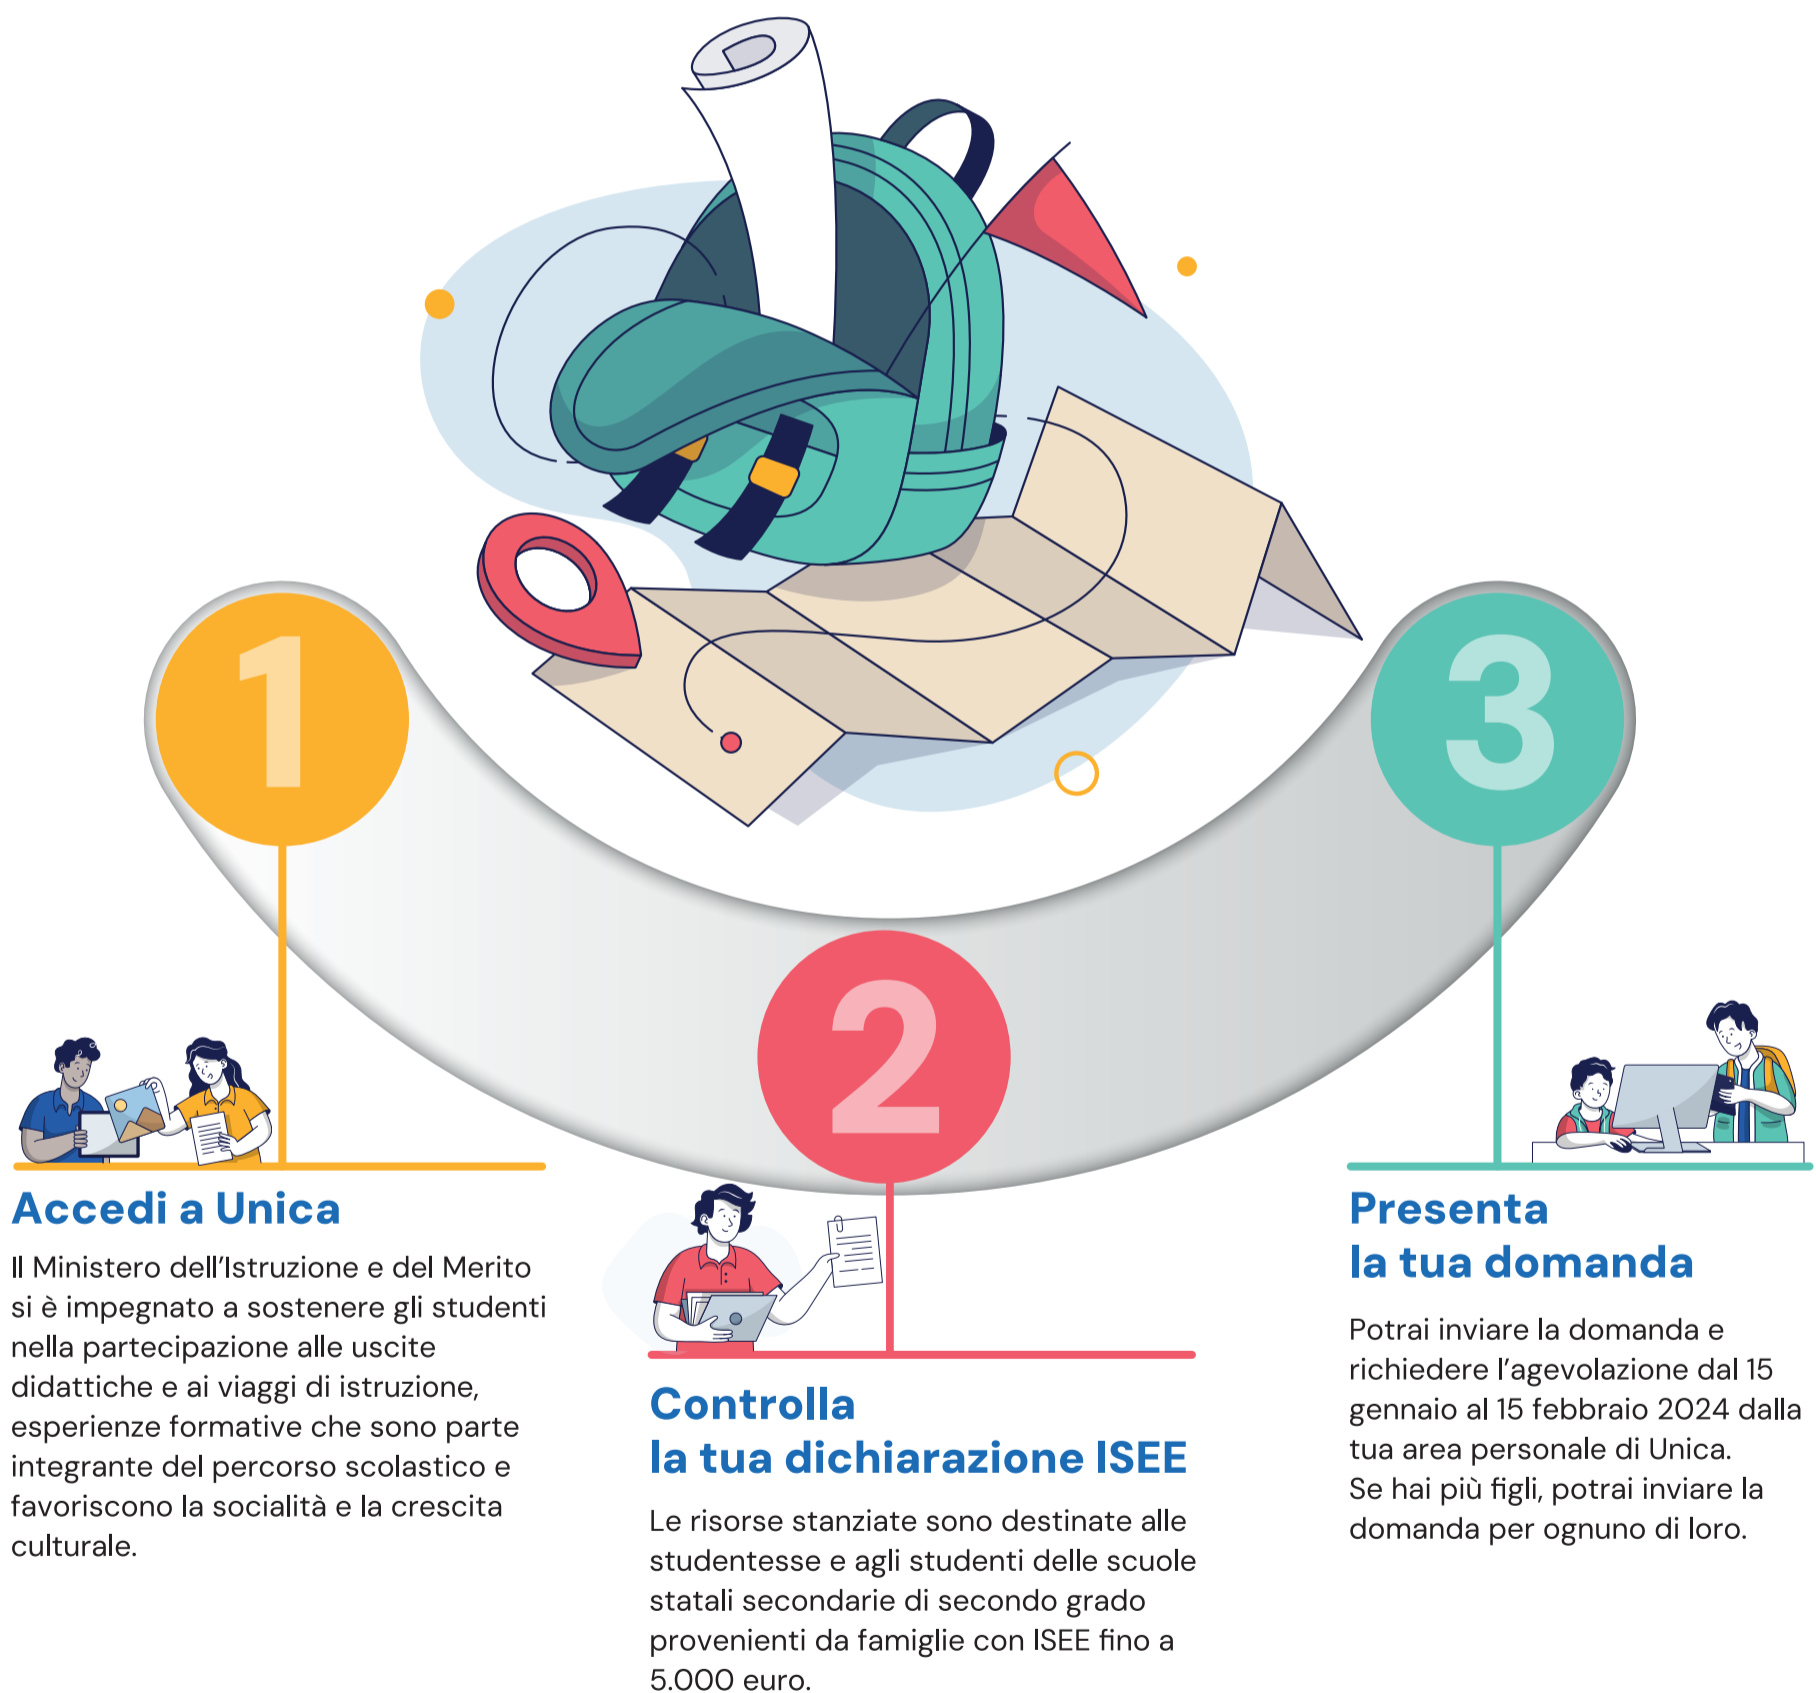 1
Accedi a Unica
Il Ministero dell'Istruzione e del Merito
si è impegnato a sostenere gli studenti
nella partecipazione alle uscite
didattiche e ai viaggi di istruzione,
esperienze formative che sono parte
integrante del percorso scolastico e
favoriscono la socialità e la crescita
culturale.
2
Controlla
la tua dichiarazione ISEE
Le risorse stanziate sono destinate alle
studentesse e agli studenti delle scuole
statali secondarie di secondo grado
provenienti da famiglie con ISEE fino a
5.000 euro.
3
Presenta
la tua domanda
Potrai inviare la domanda e
richiedere l'agevolazione dal 15
gennaio al 15 febbraio 2024 dalla
tua area personale di Unica.
Se hai più figli, potrai inviare la
domanda per ognuno di loro.